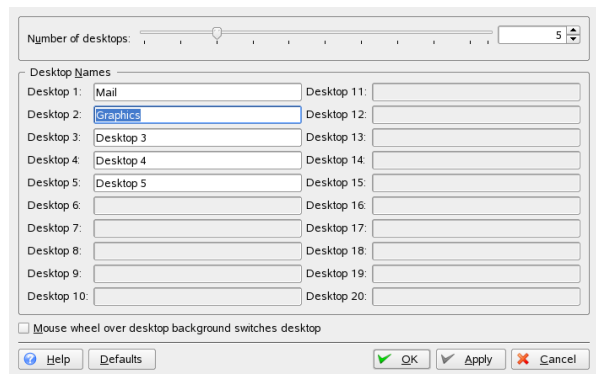 Number of desktops: 5
Desktop Names
Desktop 1: Mail
Desktop 2: Graphics
Desktop 3: Desktop 3
Desktop 4: Desktop 4
Desktop 5: Desktop 5
Desktop 6:
Desktop 7:
Desktop 8:
Desktop 9:
Desktop 10:
Desktop 11:
Desktop 12:
Desktop 13:
Desktop 14:
Desktop 15:
Desktop 16:
Desktop 17:
Desktop 18:
Desktop 19:
Desktop 20:
Mouse wheel over desktop background switches desktop
Help Defaults OK Apply Cancel